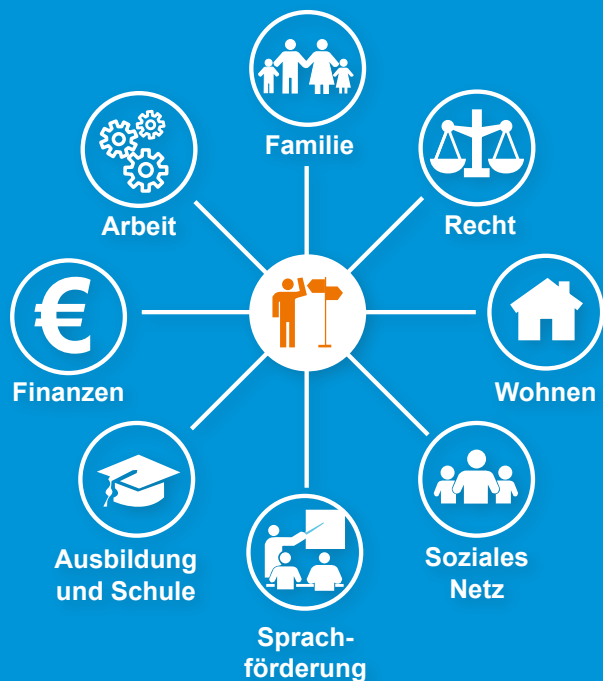 Familie
Arbeit
Recht
€
Finanzen
Wohnen
Ausbildung
und Schule
Soziales
Netz
Sprach-
förderung